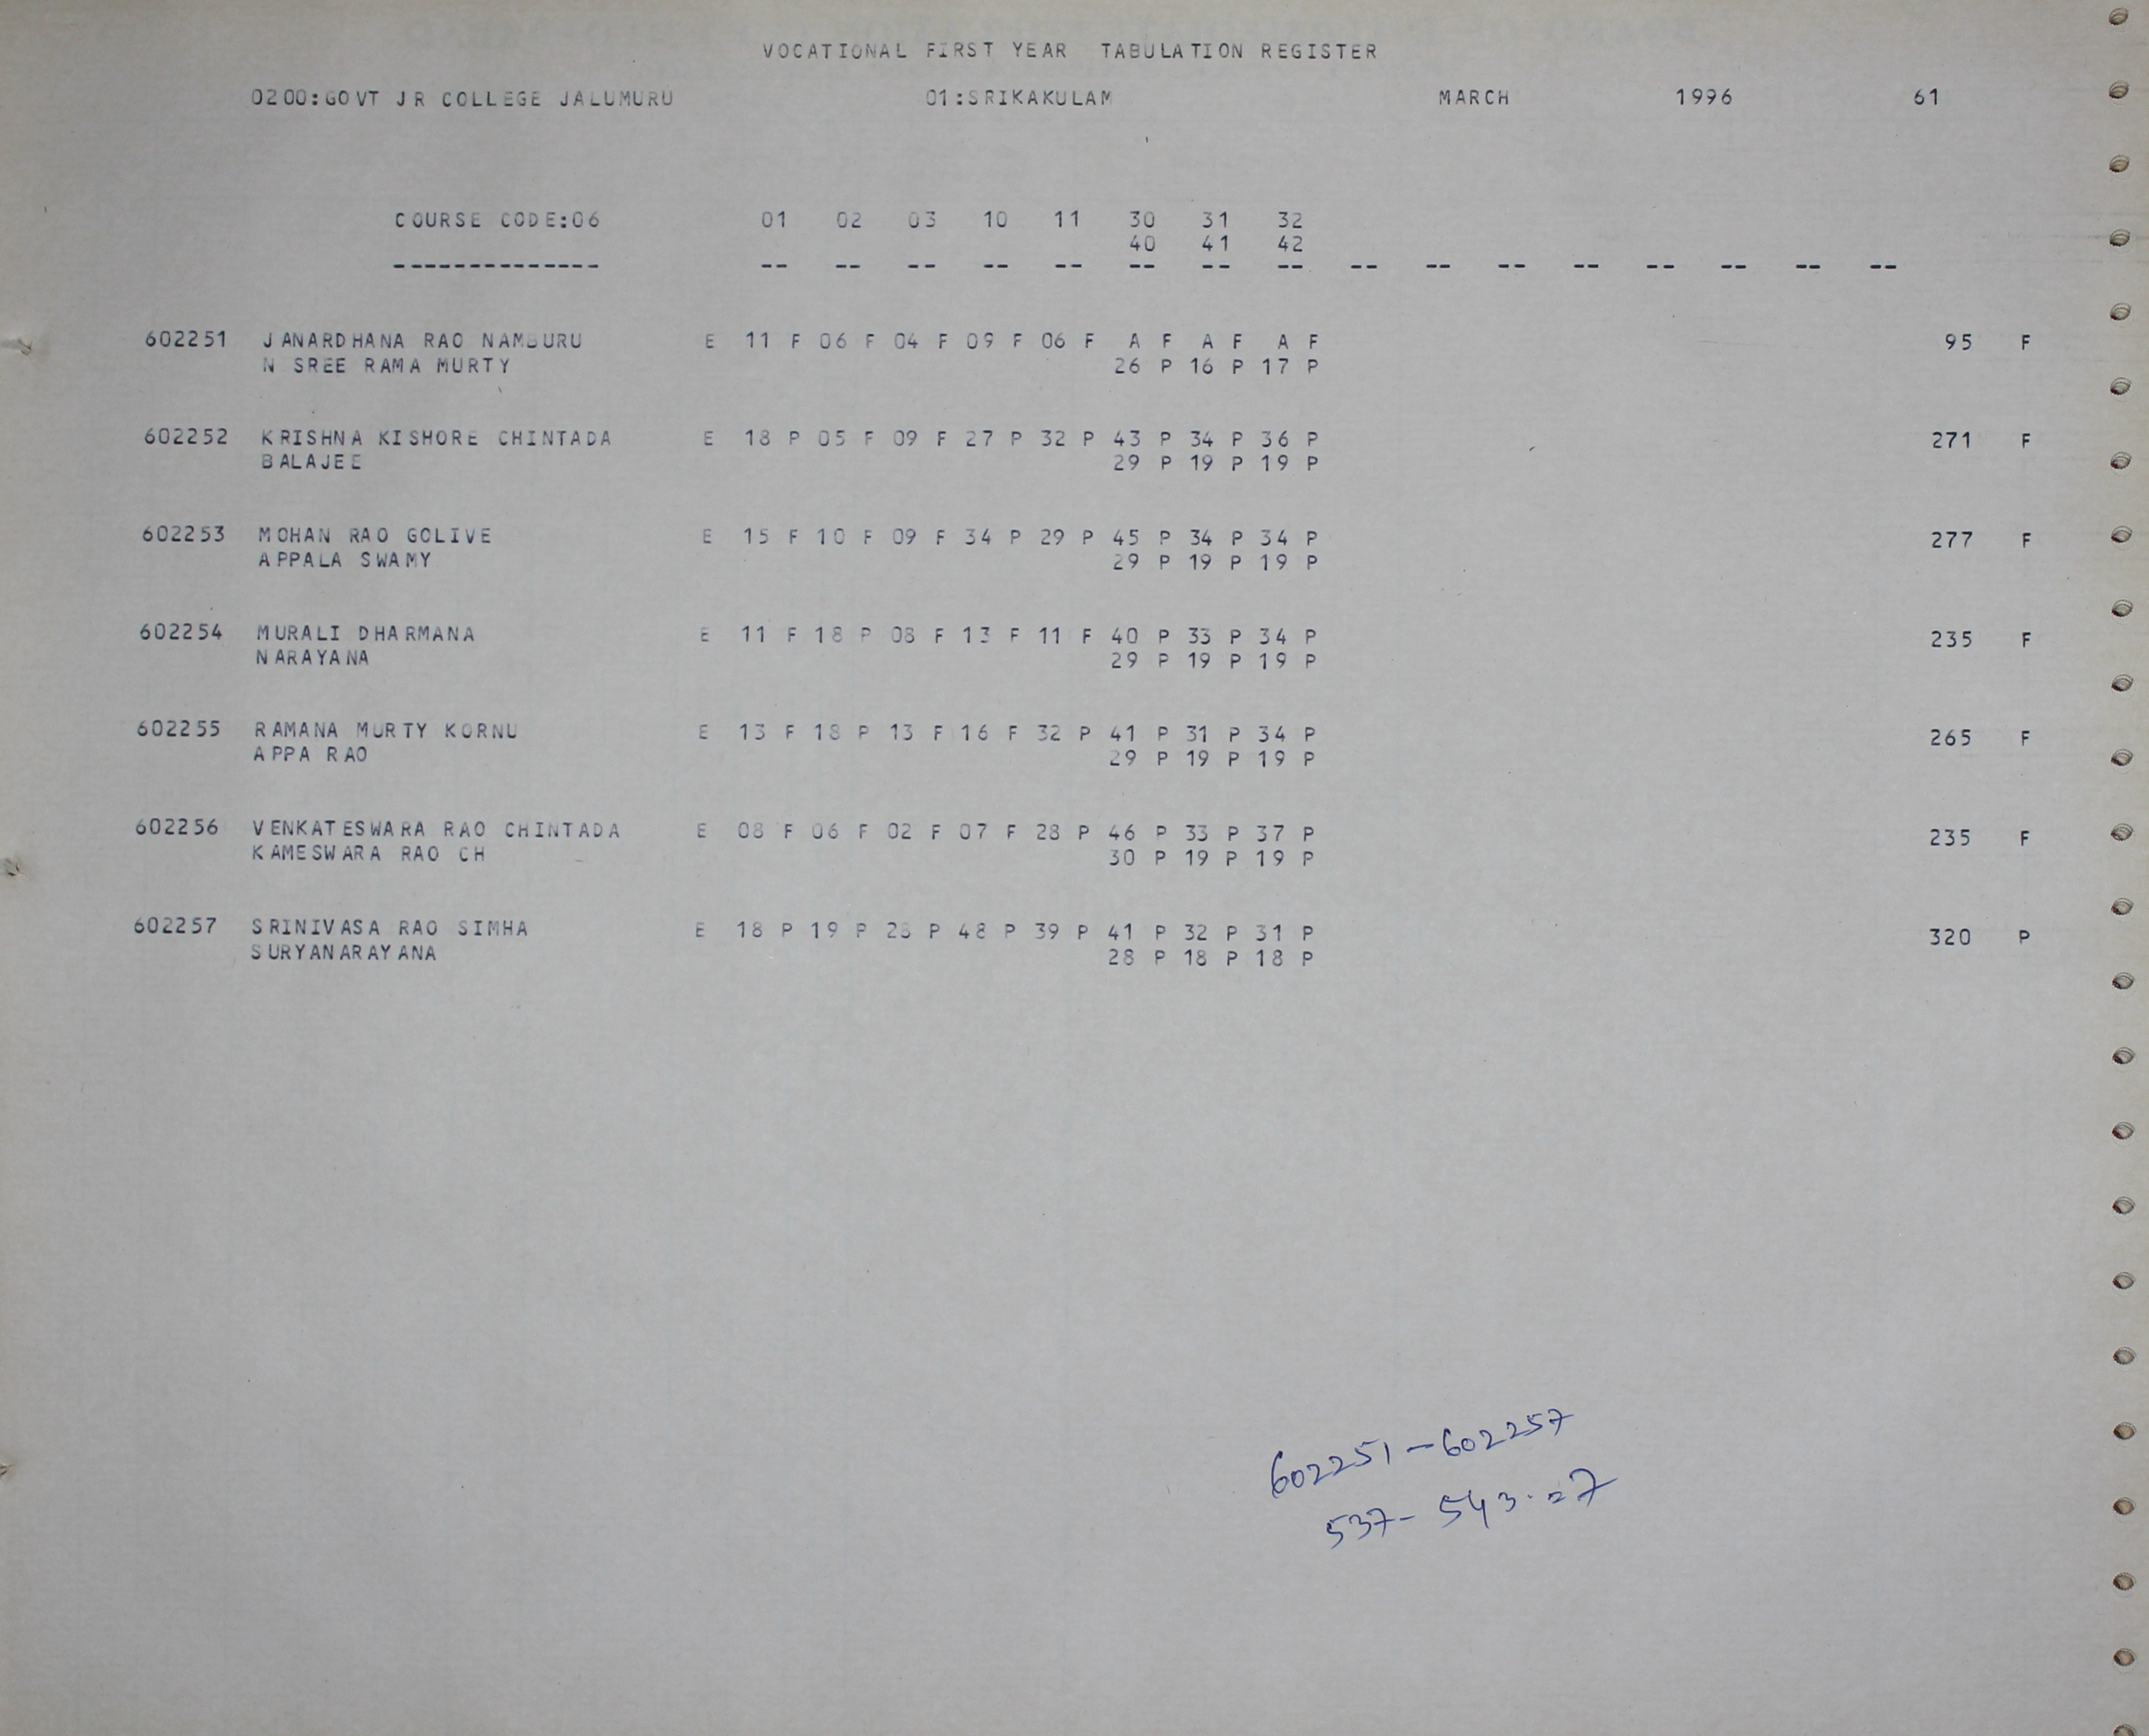 VOCATIONAL FIRST YEAR TABULATION REGISTER
0200:GOVT JR COLLEGE JALUMURU 01:SRIKAKULAM MARCH 1996 61
COURSE CODE:06 01 02 03 10 11 30 31 32
40 41 42
-------------- -- -- -- -- -- -- -- -- -- -- -- -- -- -- -- --
602251 JANARDHANA RAO NAMBURU E 11 F 06 F 04 F 09 F 06 F A F A F A F 95 F
N SREE RAMA MURTY 26 P 16 P 17 P
602252 KRISHNA KISHORE CHINTADA E 18 P 05 F 09 F 27 P 32 P 43 P 34 P 36 P 271 F
BALAJEE 29 P 19 P 19 P
602253 MOHAN RAO GOLIVE E 15 F 10 F 09 F 34 P 29 P 45 P 34 P 34 P 277 F
APPALA SWAMY 29 P 19 P 19 P
602254 MURALI DHARMANA E 11 F 18 P 08 F 13 F 11 F 40 P 33 P 34 P 235 F
NARAYANA 29 P 19 P 19 P
602255 RAMANA MURTY KORNU E 13 F 18 P 13 F 16 F 32 P 41 P 31 P 34 P 265 F
APPA RAO 29 P 19 P 19 P
602256 VENKATESWARA RAO CHINTADA E 08 F 06 F 02 F 07 F 28 P 46 P 33 P 37 P 235 F
KAMESWARA RAO CH 30 P 19 P 19 P
602257 SRINIVASA RAO SIMHA E 18 P 19 P 28 P 48 P 39 P 41 P 32 P 31 P 320 P
SURYANARAYANA 28 P 18 P 18 P
602251-602257
537-543=7